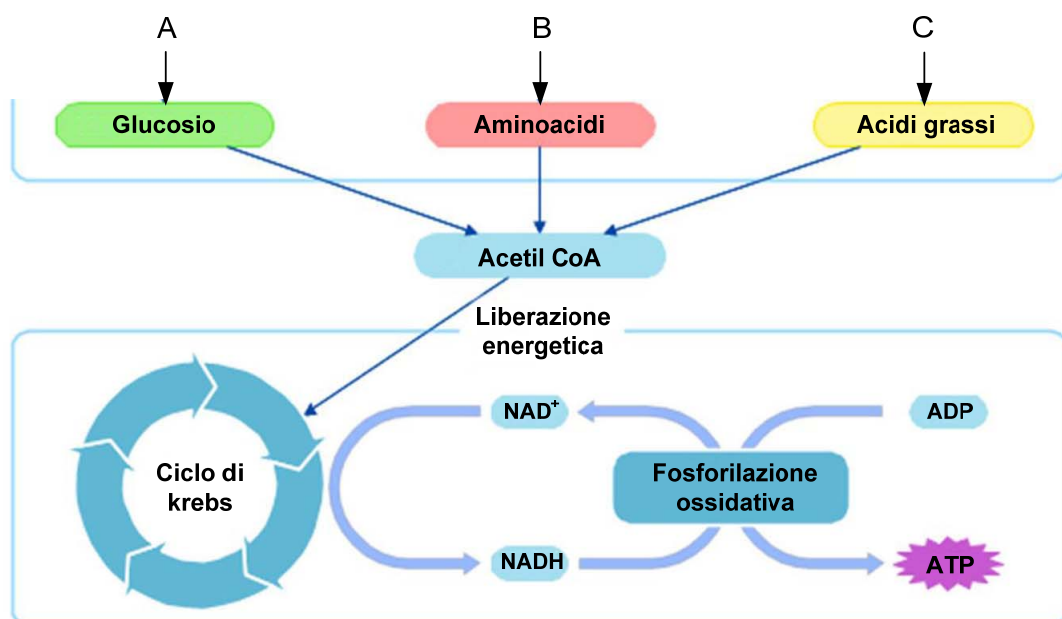 A
B
C
Glucosio
Aminoacidi
Acidi grassi
Acetil CoA
Liberazione
energetica
NAD+
ADP
Ciclo di
krebs
Fosforilazione
ossidativa
NADH
ATP